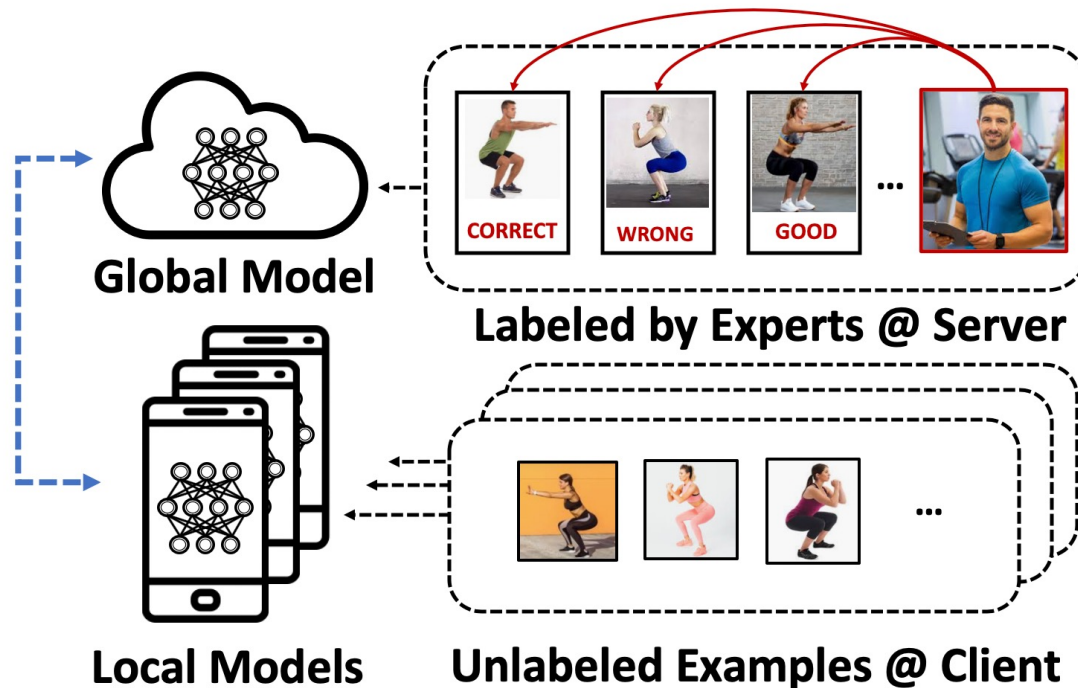 CORRECT
WRONG
GOOD
...
Global Model
Labeled by Experts @ Server
...
Local Models
Unlabeled Examples @ Client